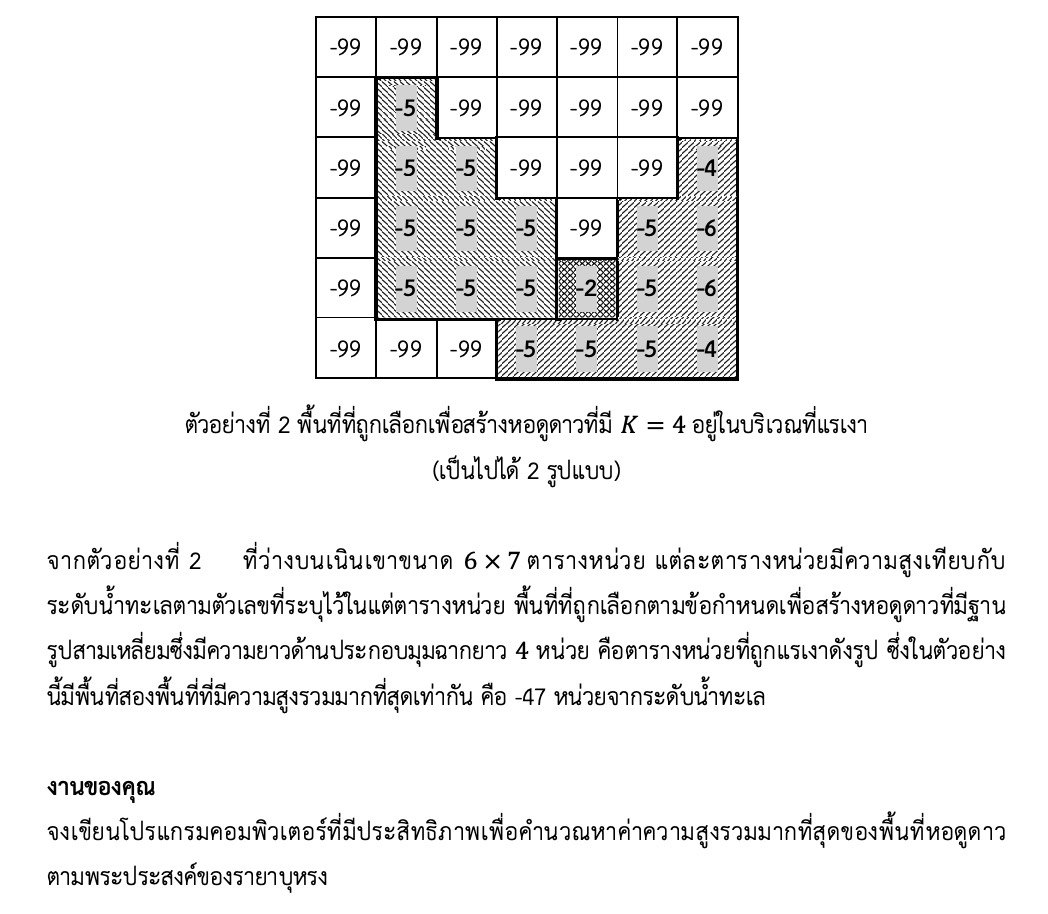 -99 -99 -99 -99 -99 -99 -99
-99 -5 -99 -99 -99 -99 -99
-99 -5 -5 -99 -99 -99 -4
-99 -5 -5 -5 -99 -5 -6
-99 -5 -5 -5 -2 -5 -6
-99 -99 -99 -5 -5 -5 -4
ตัวอย่างที่ 2 พื้นที่ที่ถูกเลือกเพื่อสร้างหอดูดาวที่มี K = 4 อยู่ในบริเวณที่แรเงา
(เป็นไปได้ 2 รูปแบบ)
จากตัวอย่างที่ 2 ที่ว่างบนเนินเขาขนาด 6 × 7 ตารางหน่วย แต่ละตารางหน่วยมีความสูงเทียบกับ
ระดับน้ำทะเลตามตัวเลขที่ระบุไว้ในแต่ตารางหน่วย พื้นที่ที่ถูกเลือกตามข้อกำหนดเพื่อสร้างหอดูดาวที่มีฐาน
รูปสามเหลี่ยมซึ่งมีความยาวด้านประกอบมุมฉากยาว 4 หน่วย คือตารางหน่วยที่ถูกแรเงาดังรูป ซึ่งในตัวอย่าง
นี้มีพื้นที่สองพื้นที่ที่มีความสูงรวมมากที่สุดเท่ากัน คือ -47 หน่วยจากระดับน้ำทะเล
งานของคุณ
จงเขียนโปรแกรมคอมพิวเตอร์ที่มีประสิทธิภาพเพื่อคำนวณหาค่าความสูงรวมมากที่สุดของพื้นที่หอดูดาว
ตามพระประสงค์ของรายาบุหรง